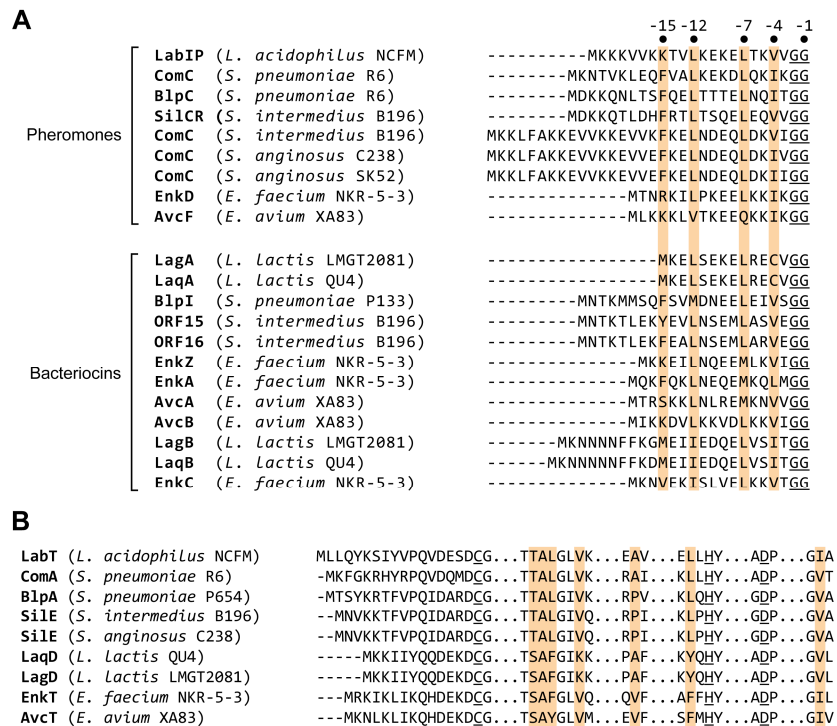 A
-15 -12 -7 -4 -1
Pheromones
LabIP (L. acidophilus NCFM) ----------MKKKVVKKTVLKEKELTKVVGG
ComC (S. pneumoniae R6) --------MKNTVKLEQFVALKEKDLQKIKGG
BlpC (S. pneumoniae R6) --------MDKKQNLTSFQELTTTELNQITGG
SilCR (S. intermedius B196) --------MDKKQTLDHFRTLTSQELEQVVGG
ComC (S. intermedius B196) MKKLFAKKEVVKKEVVKFKELNDEQLDKVIGG
ComC (S. anginosus C238) MKKLFAKKEVVKKEVVEFKELNDEQLDKIVGG
ComC (S. anginosus SK52) MKKLFAKKEVVKKEVVEFKELNDEQLDKIIGG
EnkD (E. faecium NKR-5-3) --------------MTNRKILPKEELKKIKGG
AvcF (E. avium XA83) --------------MLKKKLVTKEEQKKIKGG
Bacteriocins
LagA (L. lactis LMGT2081) -----------------MKELSEKELRECVGG
LaqA (L. lactis QU4) -----------------MKELSEKELRECVGG
BlpI (S. pneumoniae P133) ---------MNTKMMSQFSVMDNEELEIVSGG
ORF15 (S. intermedius B196) ---------MNTKTLEKYEVLNSEMLASVEGG
ORF16 (S. intermedius B196) ---------MNTKTLEKFEALNSEMLARVEGG
EnkZ (E. faecium NKR-5-3) ---------------MKKEILNQEEMLKVIGG
EnkA (E. faecium NKR-5-3) --------------MQKFQKLNEQEMKQLMGG
AvcA (E. avium XA83) --------------MTRSKKLNLREMKNVVGG
AvcB (E. avium XA83) --------------MIKKDVLKKVDLKKVIGG
LagB (L. lactis LMGT2081) -------MKNNNNFFKGMEIIEDQELVSITGG
LaqB (L. lactis QU4) ------MKNNNNNFFKDMEIIEDQELVSITGG
EnkC (E. faecium NKR-5-3) --------------MKNVEKISLVELKKVTGG
B
LabT (L. acidophilus NCFM) MLLQYKSIYVPQVDESDCG...TTALGLVK...EAV...ELLHY...ADP...GIA
ComA (S. pneumoniae R6) -MKFGKRHYRPQVDQMDCG...TTALGLVK...RAI...KLLHY...ADP...GVT
BlpA (S. pneumoniae P654) -MTSYKRTFVPQIDARDCG...TTALGIVK...RPV...KLKHY...ADP...GVA
SilE (S. intermedius B196) --MNVKKTFVPQIDARDCG...TTALGIVQ...RPI...KLPHY...GDP...GVA
SilE (S. anginosus C238) --MNVKKTFVPQIDARDCG...TTALGIVQ...RPI...KLPHY...GDP...GVA
LaqD (L. lactis QU4) -----MKKIIYQQDEKDCG...TSAFGIKK...PAF...KYQHY...GDP...GVL
LagD (L. lactis LMGT2081) -----MKKIIYQQDEKDCG...TSAFGIKK...PAF...KYQHY...GDP...GVL
EnkT (E. faecium NKR-5-3) --MRKIKLIKQHDEKDCG...TSAFGLVQ...QVF...AFFHY...ADP...GIL
AvcT (E. avium XA83) --MKNLKLIKQHDEKDCG...TSAYGLVM...EVF...SFMHY...ADP...GIV